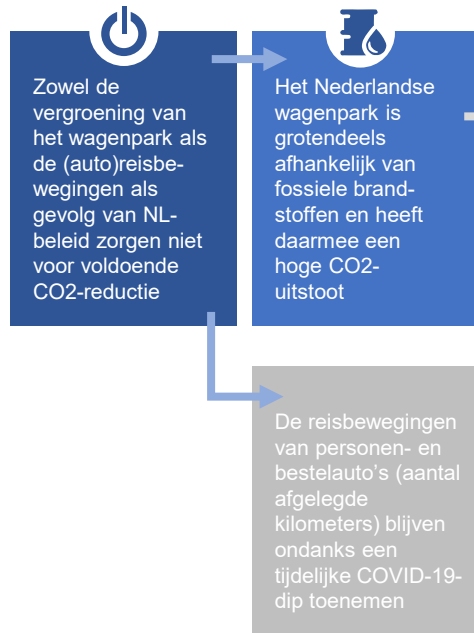 Zowel de
vergroening van
het wagenpark als
de (auto)reisbe-
wegingen als
gevolg van NL-
beleid zorgen niet
voor voldoende
CO2-reductie
Het Nederlandse
wagenpark is
grotendeels
afhankelijk van
fossiele brand-
stoffen en heeft
daarmee een
hoge CO2-
uitstoot
De reisbewegingen
van personen- en
bestelauto's (aantal
afgelegde
kilometers) blijven
ondanks een
tijdelijke COVID-19-
dip toenemen